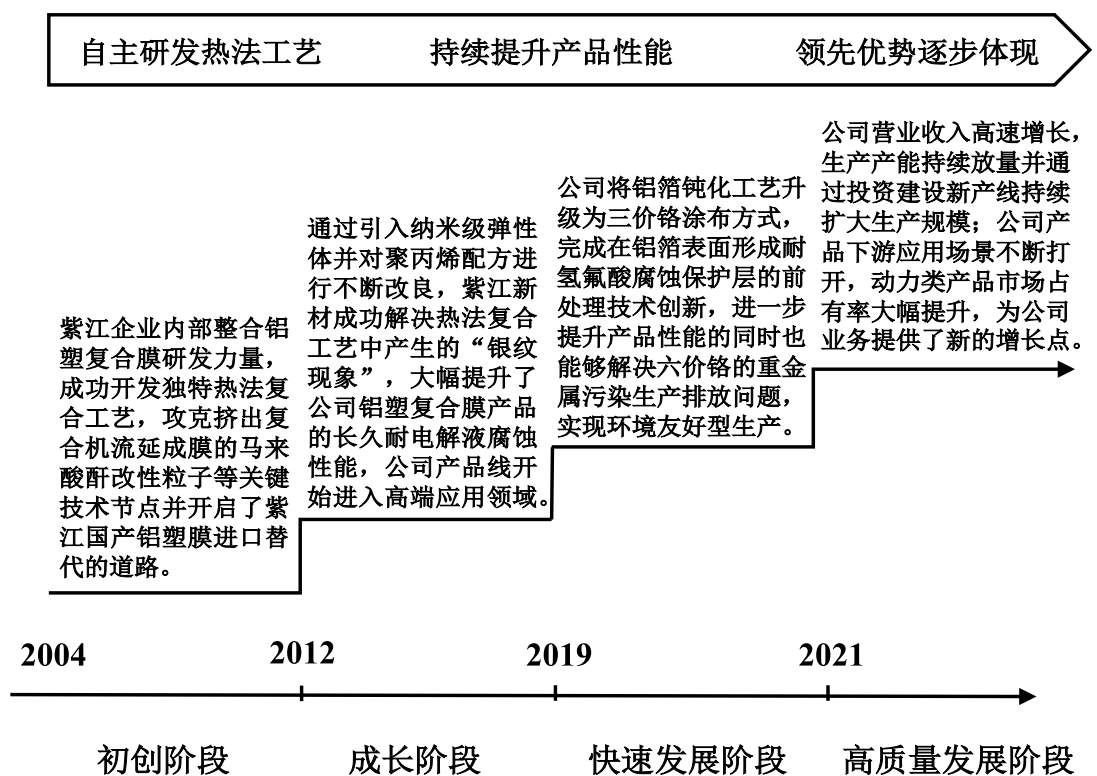 自主研发热法工艺 持续提升产品性能 领先优势逐步体现
紫江企业内部整合铝
塑复合膜研发力量，
成功开发独特热法复
合工艺，攻克挤出复
合机流延成膜的马来
酸酐改性粒子等关键
技术节点并开启了紫
江国产铝塑膜进口替
代的道路。
通过引入纳米级弹性
体并对聚丙烯配方进
行不断改良，紫江新
材成功解决热法复合
工艺中产生的“银纹
现象”，大幅提升了
公司铝塑复合膜产品
的长久耐电解液腐蚀
性能，公司产品线开
始进入高端应用领域。
公司将铝箔钝化工艺升
级为三价铬涂布方式，
完成在铝箔表面形成耐
氢氟酸腐蚀保护层的前
处理技术创新，进一步
提升产品性能的同时也
能够解决六价铬的重金
属污染生产排放问题，
实现环境友好型生产。
公司营业收入高速增长，
生产产能持续放量并通
过投资建设新产线持续
扩大生产规模；公司产
品下游应用场景不断打
开，动力类产品市场占
有率大幅提升，为公司
业务提供了新的增长点。
2004 2012 2019 2021
初创阶段 成长阶段 快速发展阶段 高质量发展阶段